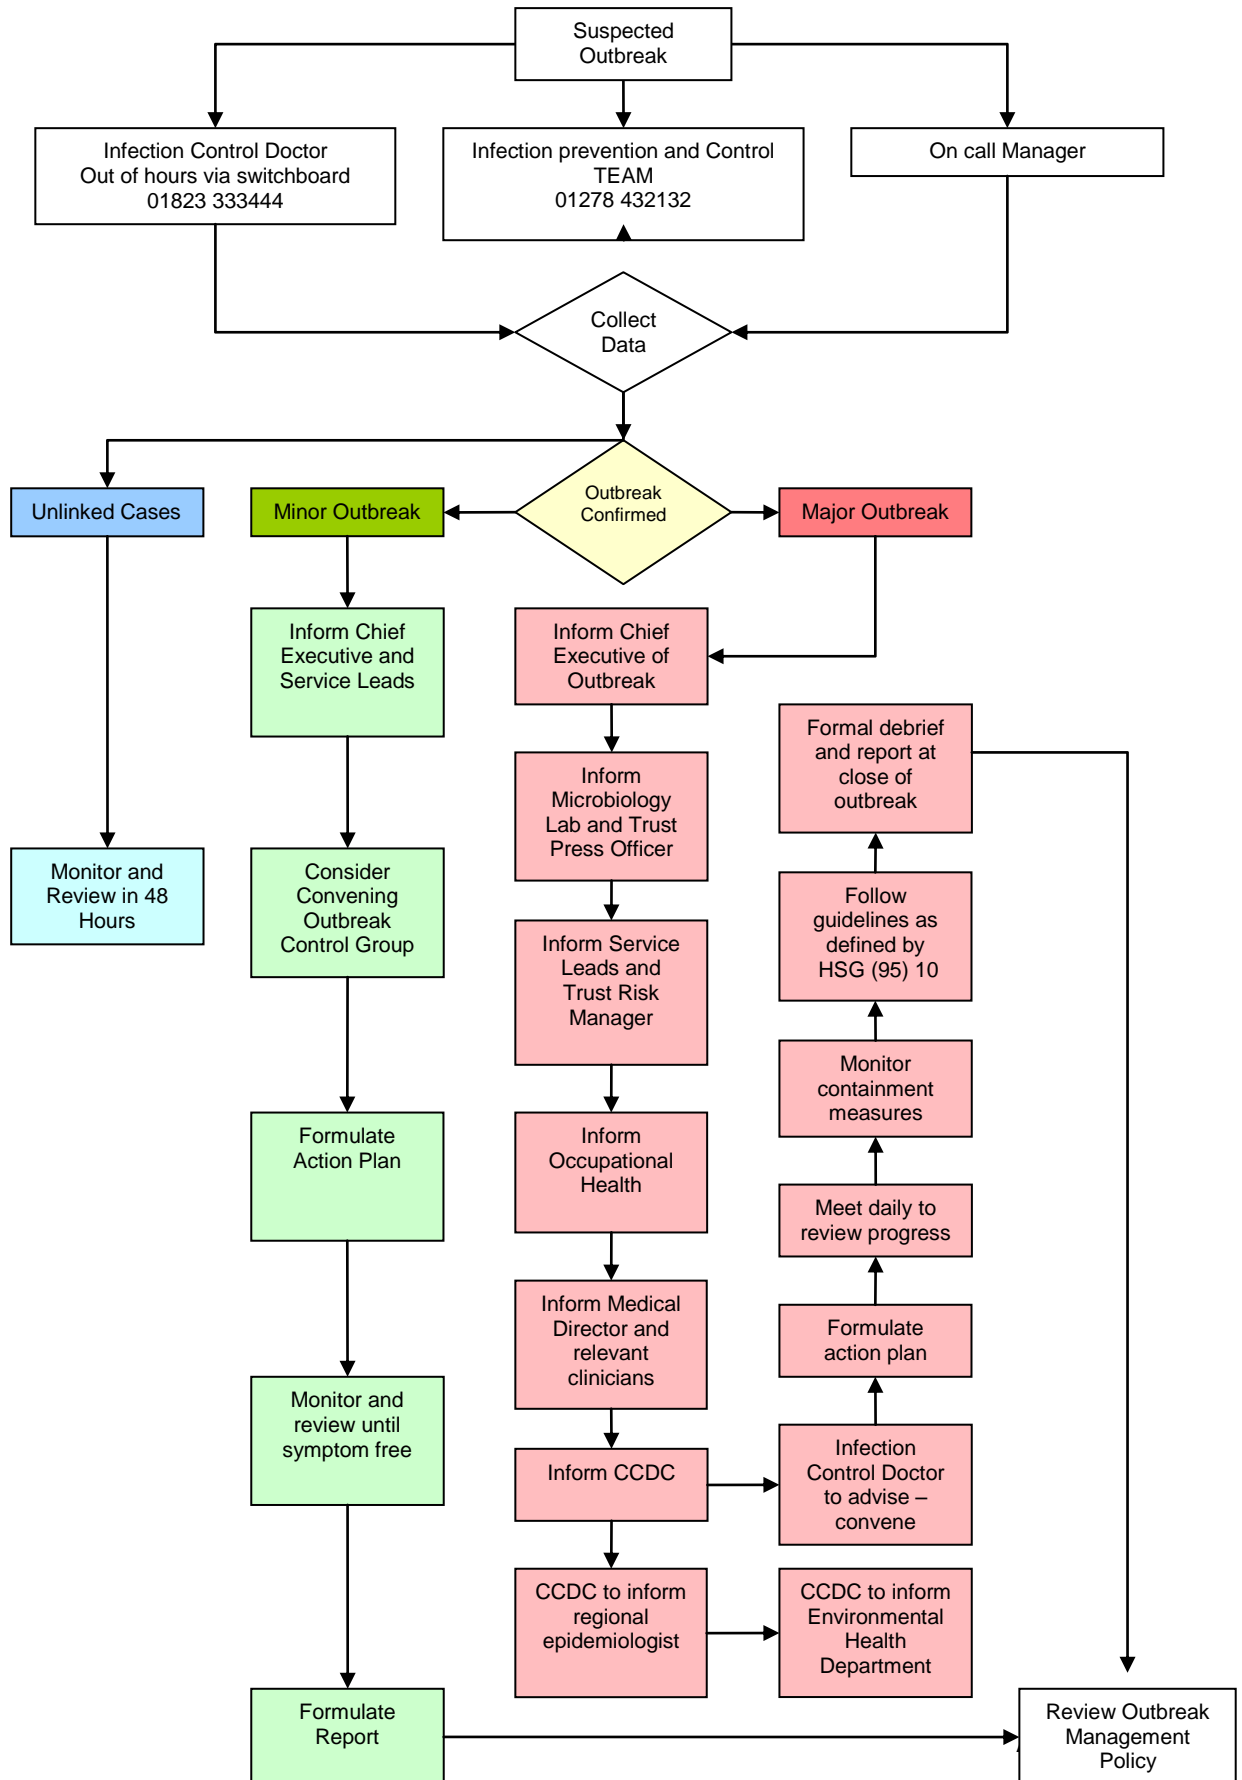 Suspected
Outbreak
Infection Control Doctor
Out of hours via switchboard
01823 333444
Infection prevention and Control
TEAM
01278 432132
On call Manager
Collect
Data
Outbreak
Confirmed
Unlinked Cases
Minor Outbreak
Major Outbreak
Monitor and
Review in 48
Hours
Inform Chief
Executive and
Service Leads
Consider
Convening
Outbreak
Control Group
Formulate
Action Plan
Monitor and
review until
symptom free
Formulate
Report
Inform Chief
Executive of
Outbreak
Inform
Microbiology
Lab and Trust
Press Officer
Inform Service
Leads and
Trust Risk
Manager
Inform
Occupational
Health
Inform Medical
Director and
relevant
clinicians
Inform CCDC
CCDC to inform
regional
epidemiologist
CCDC to inform
Environmental
Health
Department
Infection
Control Doctor
to advise –
convene
Formulate
action plan
Meet daily to
review progress
Monitor
containment
measures
Follow
guidelines as
defined by
HSG (95) 10
Formal debrief
and report at
close of
outbreak
Review Outbreak
Management
Policy